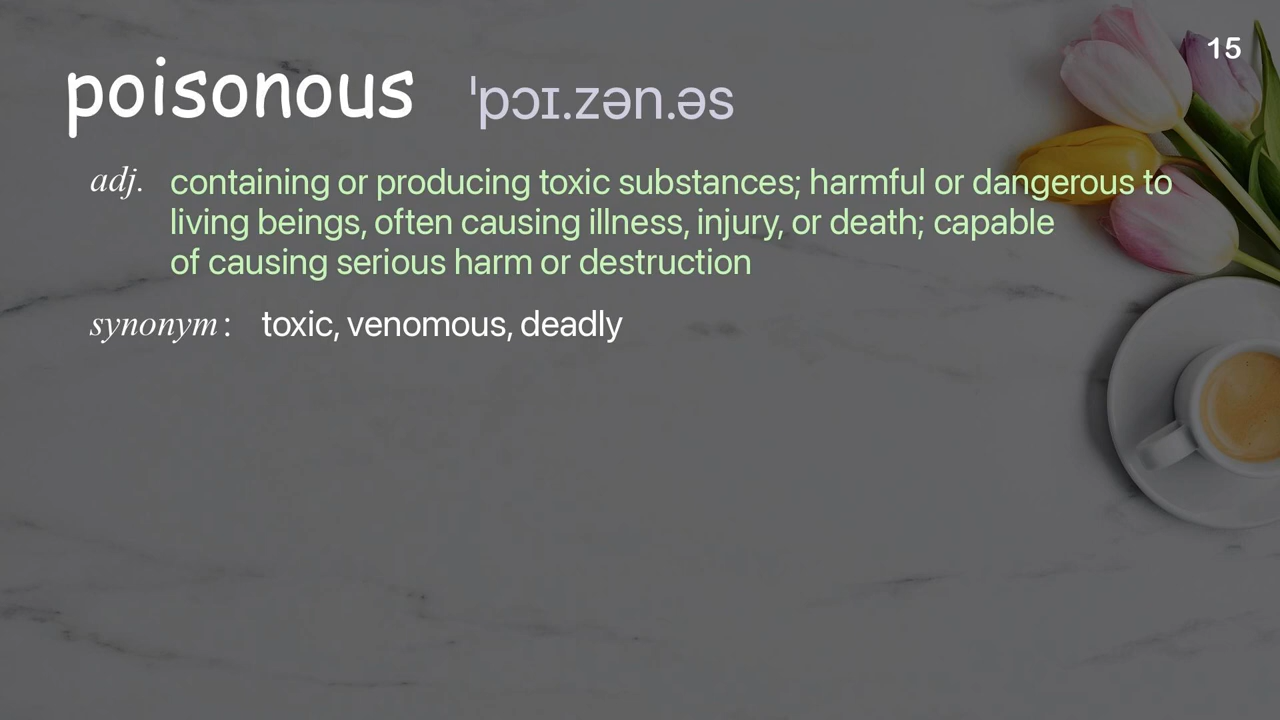 15
poisonous ˈpɔɪ.zən.əs
adj. containing or producing toxic substances; harmful or dangerous to
living beings, often causing illness, injury, or death; capable
of causing serious harm or destruction
synonym : toxic, venomous, deadly